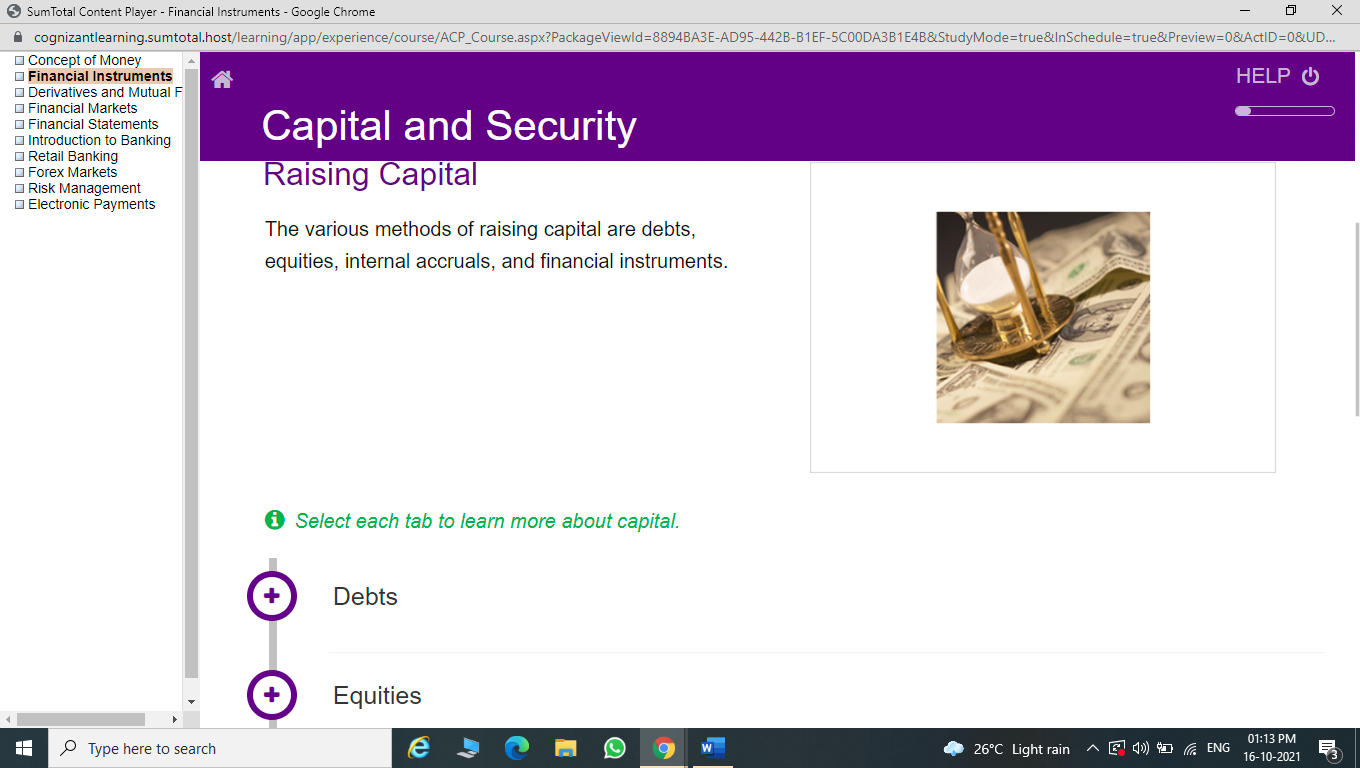 SumTotal Content Player - Financial Instruments - Google Chrome
cognizantlearning.sumtotal.host/learning/app/experience/course/ACP_Course.aspx?PackageViewId=8894BA3E-AD95-442B-B1EF-5C00DA3B1E4B&StudyMode=true&InSchedule=true&Preview=0&ActID=0&UD...
Concept of Money
Financial Instruments
Derivatives and Mutual F
Financial Markets
Financial Statements
Introduction to Banking
Retail Banking
Forex Markets
Risk Management
Electronic Payments
HELP
Capital and Security
Raising Capital
The various methods of raising capital are debts,
equities, internal accruals, and financial instruments.
Select each tab to learn more about capital.
Debts
Equities
Type here to search
26°C Light rain
ENG
01:13 PM
16-10-2021
3